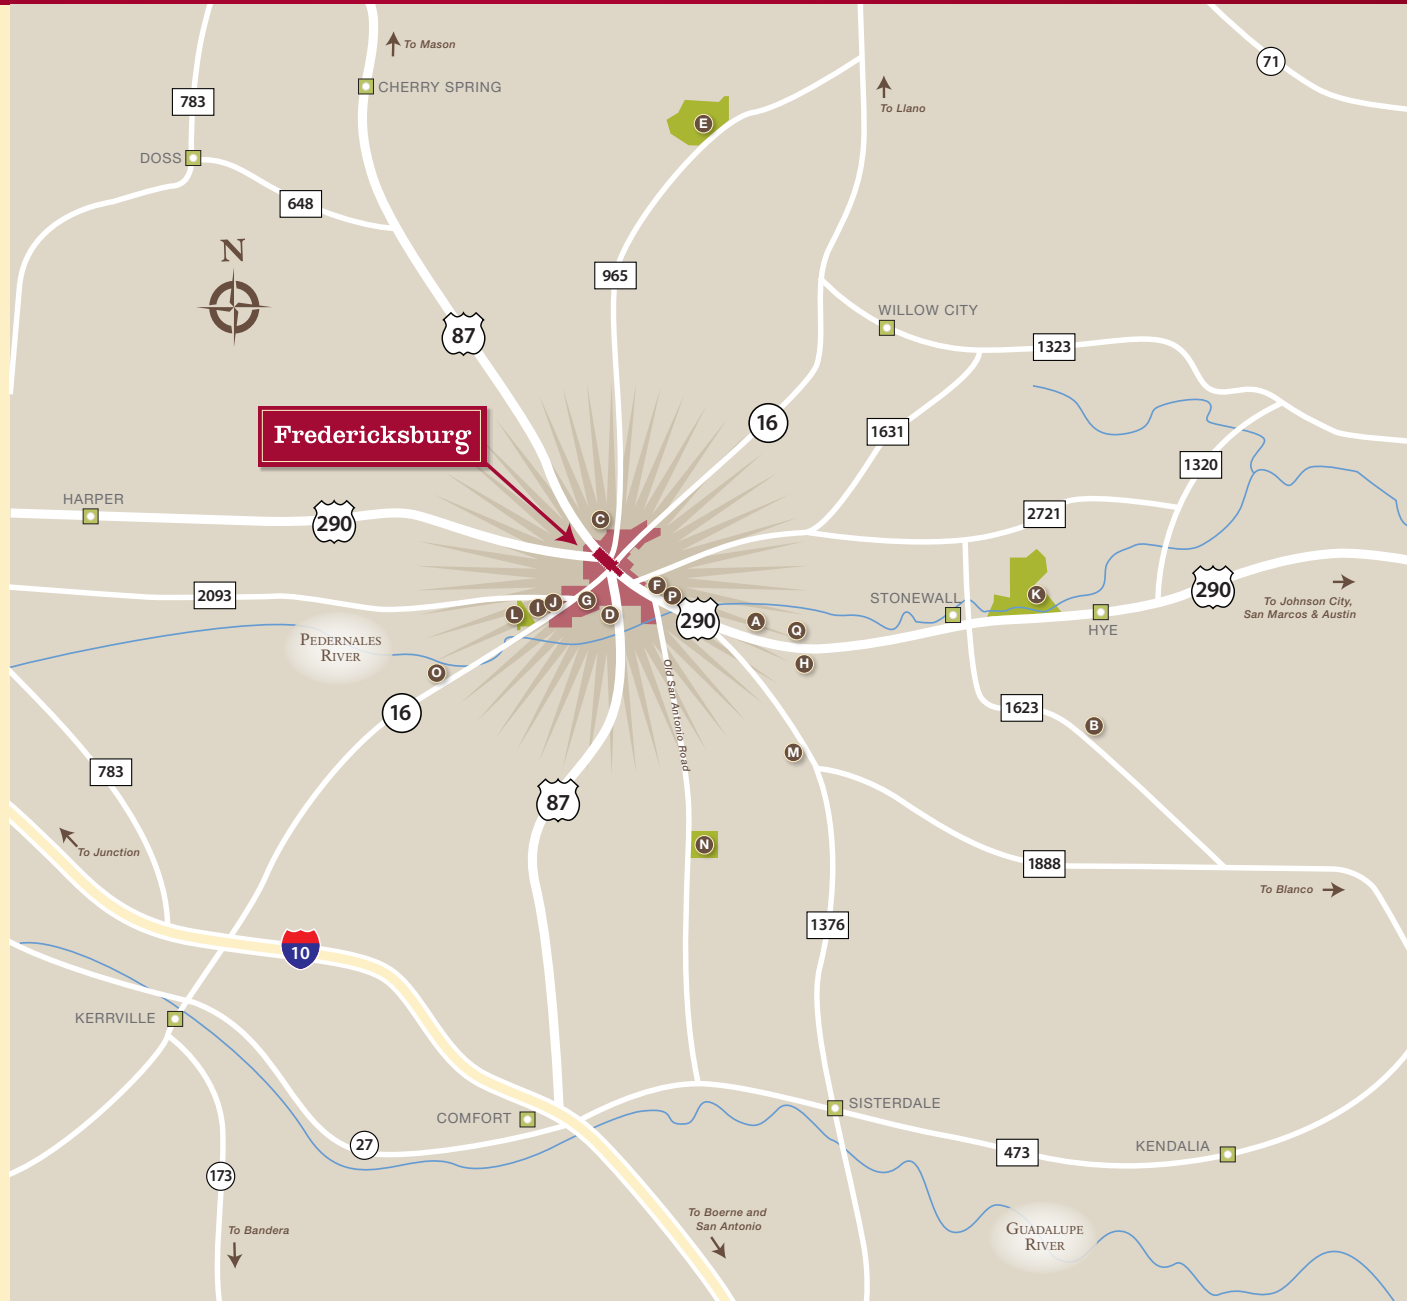 71
To Mason
CHERRY SPRING
783
E
To Llano
DOSS
648
N
965
WILLOW CITY
87
1323
16
1631
Fredericksburg
1320
HARPER
290
C
2721
2093
F
P
K
290
STONEWALL
To Johnson City,
San Marcos & Austin
L
I
J
G
D
290
A
Q
HYE
PEDERNALES
RIVER
H
O
Old San Antonio Road
16
1623
B
M
783
87
To Junction
N
1888
To Blanco
1376
10
KERRVILLE
COMFORT
SISTERDALE
27
473
KENDALIA
173
To Bandera
To Boerne and
San Antonio
GUADALUPE
RIVER